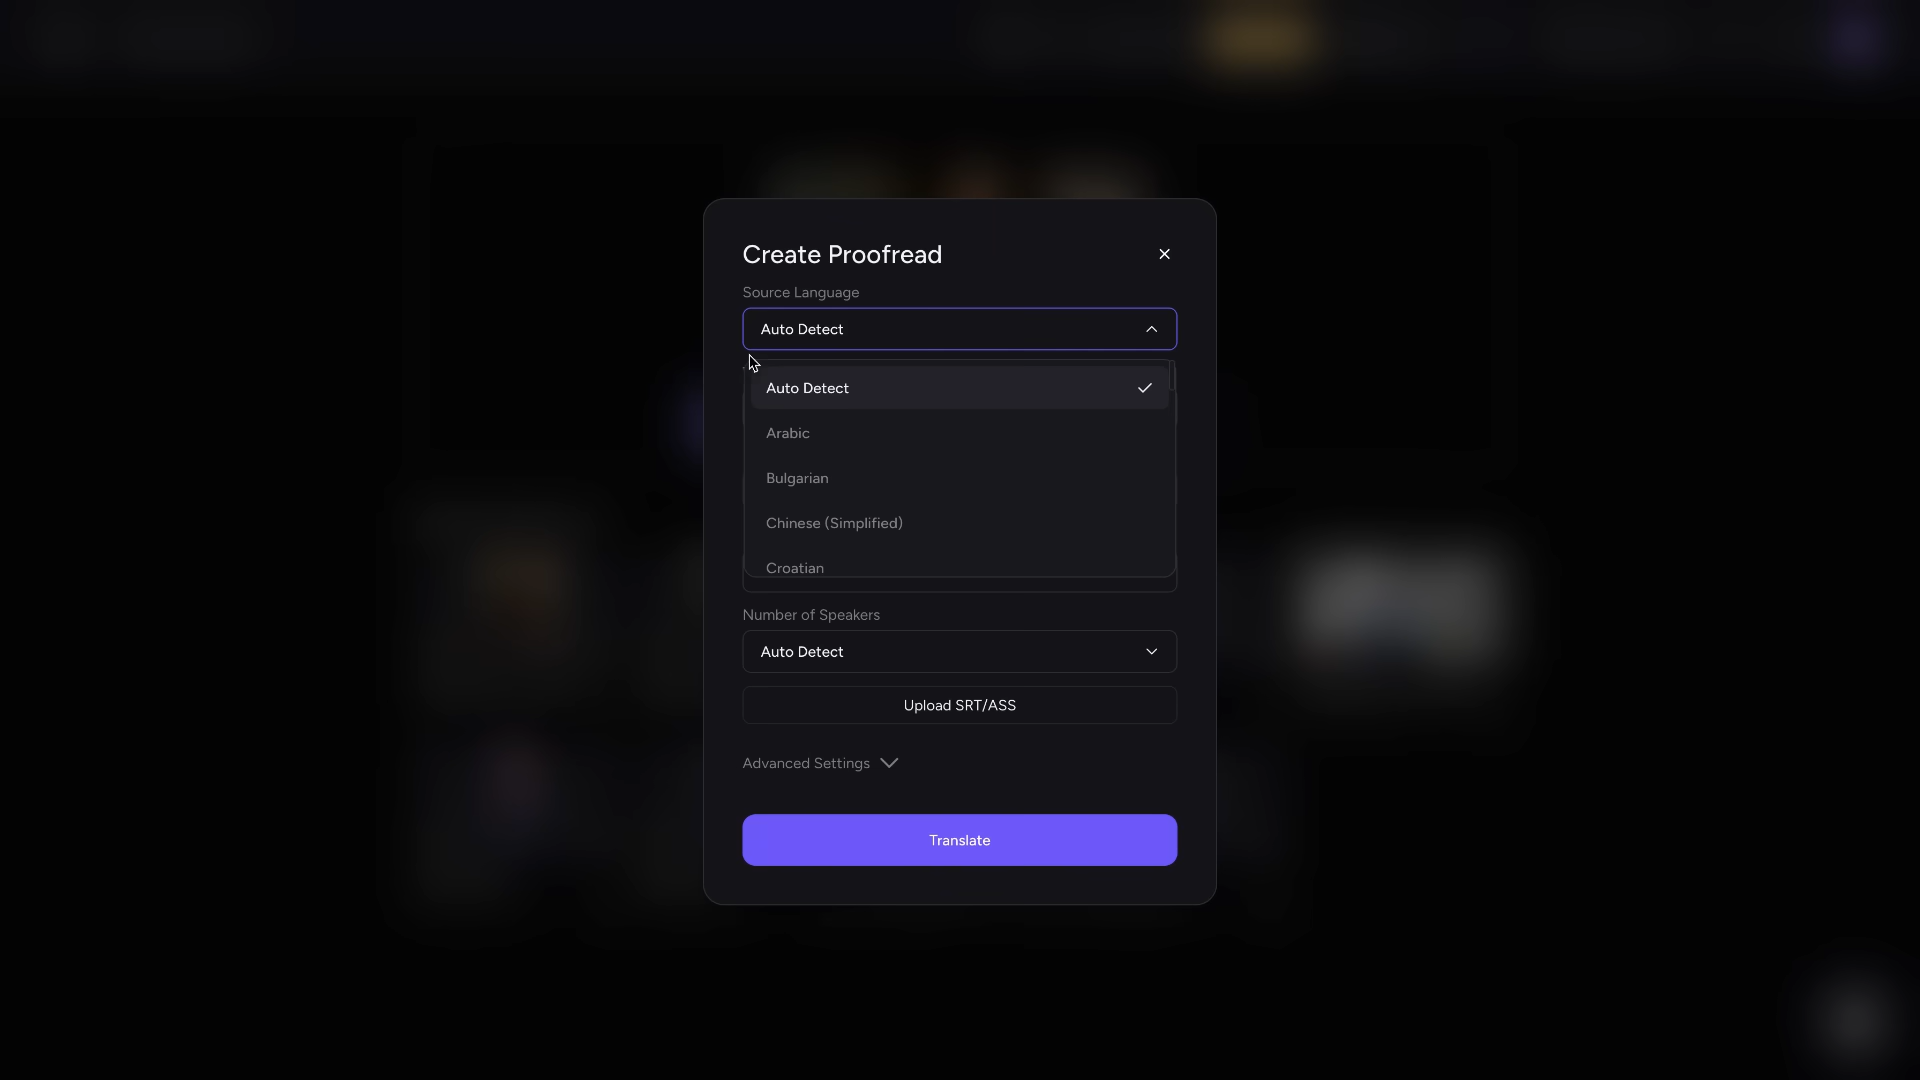 Create Proofread
Source Language
Auto Detect
Auto Detect
Arabic
Bulgarian
Chinese (Simplified)
Croatian
Number of Speakers
Auto Detect
Upload SRT/ASS
Advanced Settings
Translate